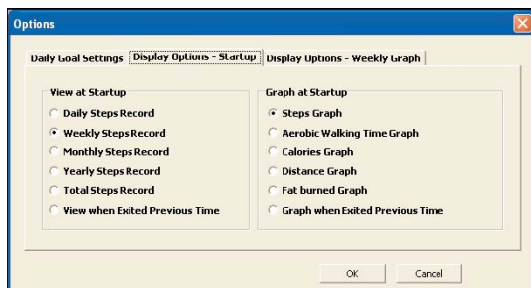 Options
Daily Goal Settings Display Options - Startup Display Options - Weekly Graph
View at Startup
Daily Steps Record
Weekly Steps Record
Monthly Steps Record
Yearly Steps Record
Total Steps Record
View when Exited Previous Time
Graph at Startup
Steps Graph
Aerobic Walking Time Graph
Calories Graph
Distance Graph
Fat burned Graph
Graph when Exited Previous Time
OK Cancel